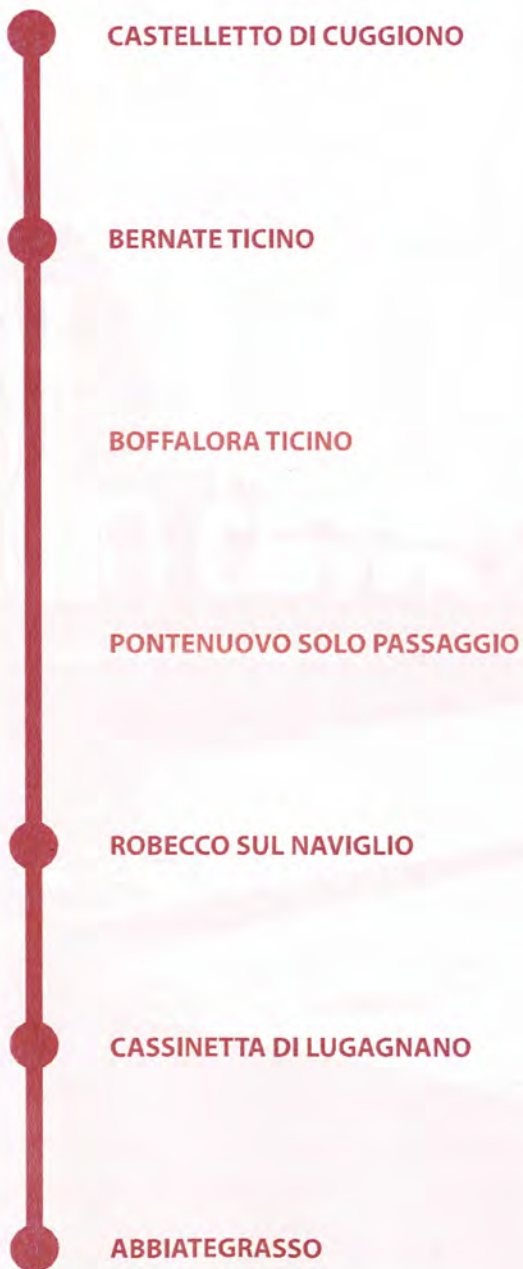 CASTELLETTO DI CUGGIONO
BERNATE TICINO
BOFFALORA TICINO
PONTENUOVO SOLO PASSAGGIO
ROBECCO SUL NAVIGLIO
CASSINETTA DI LUGAGNANO
ABBIATEGRASSO